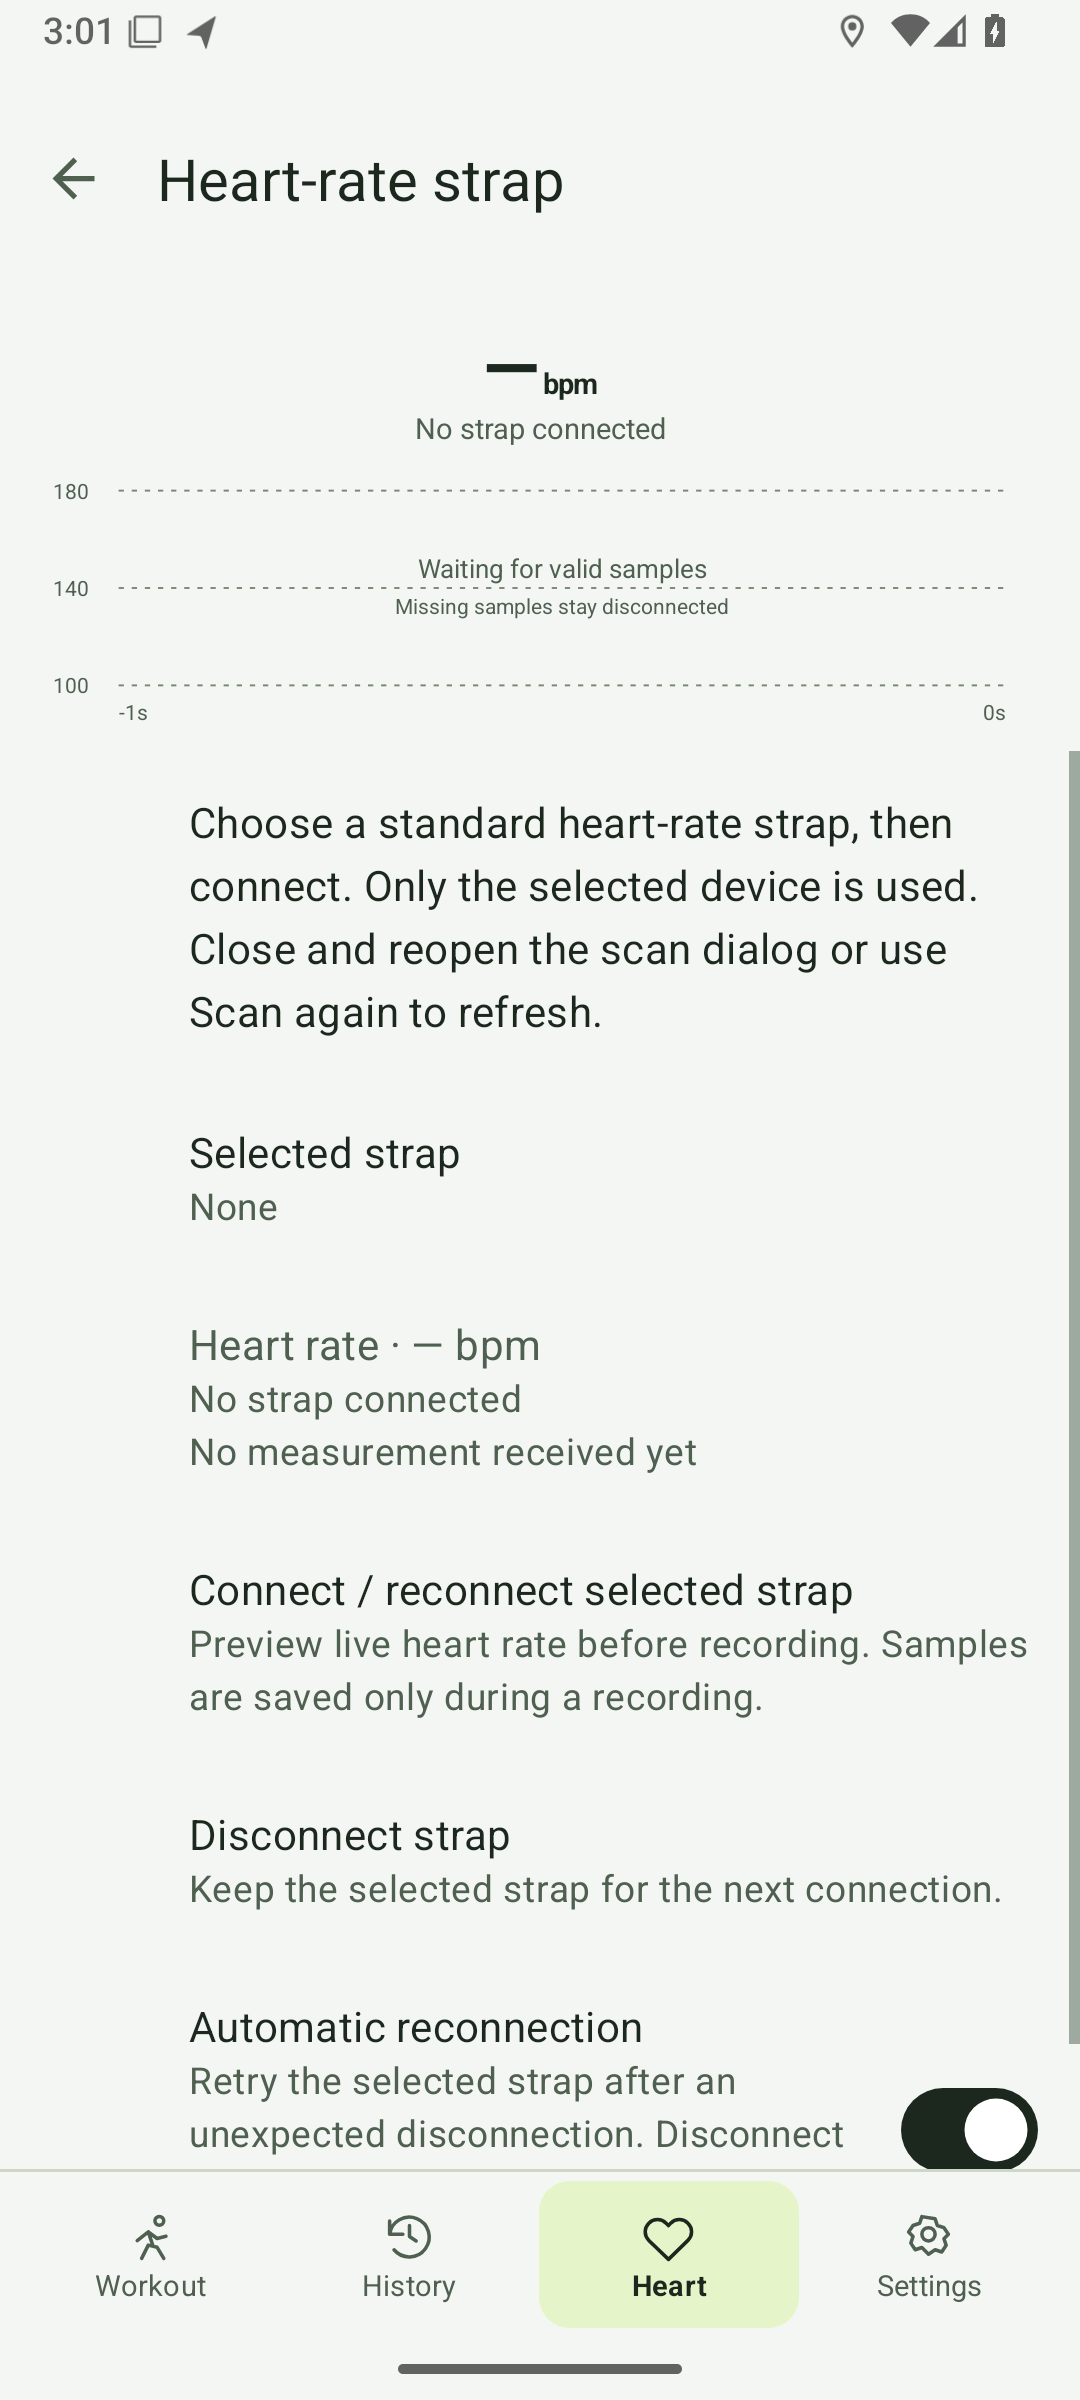 3:01
Heart-rate strap
— bpm
No strap connected
180
Waiting for valid samples
140
Missing samples stay disconnected
100
-1s 0s
Choose a standard heart-rate strap, then
connect. Only the selected device is used.
Close and reopen the scan dialog or use
Scan again to refresh.
Selected strap
None
Heart rate · — bpm
No strap connected
No measurement received yet
Connect / reconnect selected strap
Preview live heart rate before recording. Samples
are saved only during a recording.
Disconnect strap
Keep the selected strap for the next connection.
Automatic reconnection
Retry the selected strap after an
unexpected disconnection. Disconnect
Workout History Heart Settings